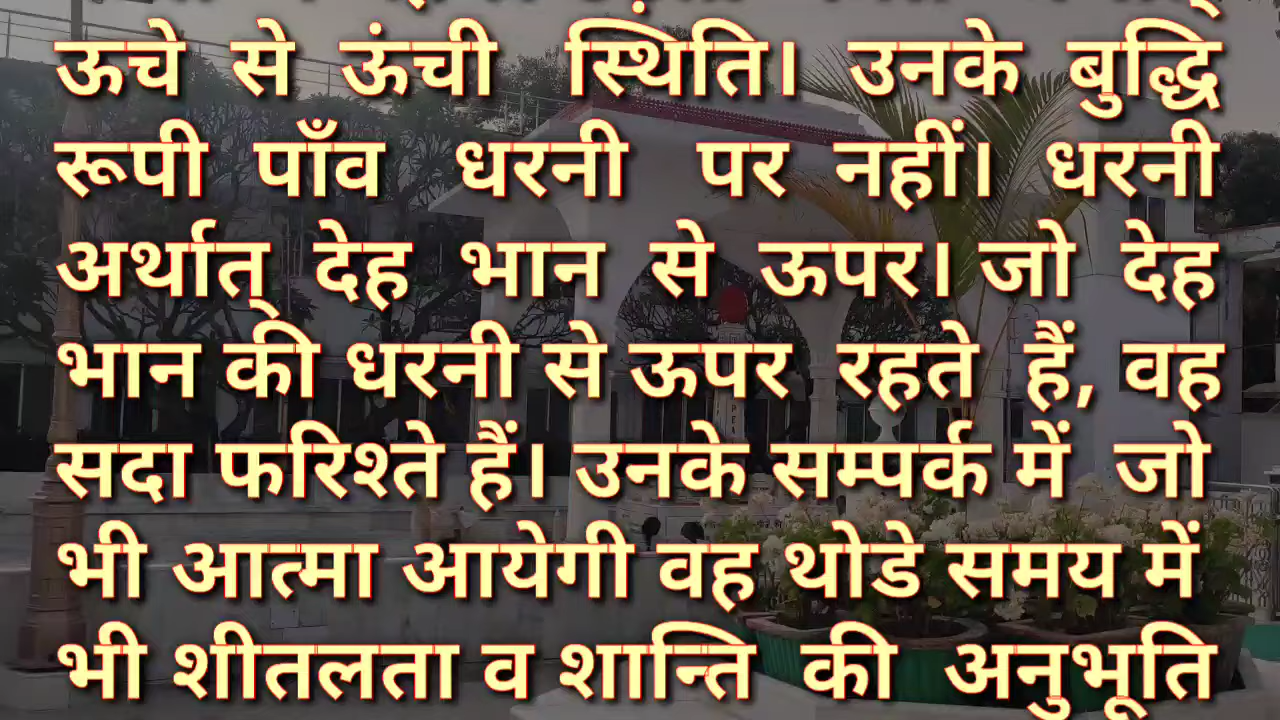 ऊचे से ऊंची स्थिति। उनके बुद्धि
रूपी पाँव धरनी पर नहीं। धरनी
अर्थात् देह भान से ऊपर। जो देह
भान की धरनी से ऊपर रहते हैं, वह
सदा फरिश्ते हैं। उनके सम्पर्क में जो
भी आत्मा आयेगी वह थोडे समय में
भी शीतलता व शान्ति की अनुभूति